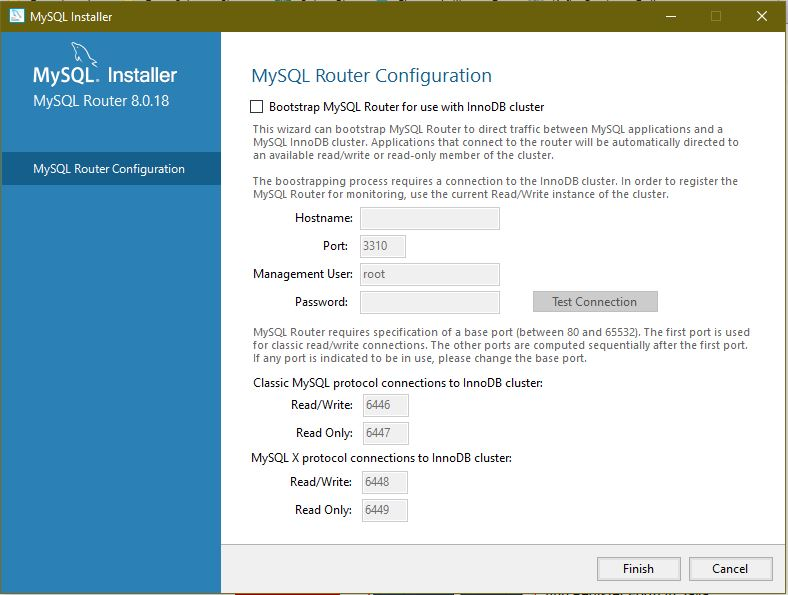 MySQL Installer
MySQL. Installer
MySQL Router 8.0.18
MySQL Router Configuration
MySQL Router Configuration
Bootstrap MySQL Router for use with InnoDB cluster
This wizard can bootstrap MySQL Router to direct traffic between MySQL applications and a
MySQL InnoDB cluster. Applications that connect to the router will be automatically directed to
an available read/write or read-only member of the cluster.
The boostrapping process requires a connection to the InnoDB cluster. In order to register the
MySQL Router for monitoring, use the current Read/Write instance of the cluster.
Hostname:
Port: 3310
Management User: root
Password:
Test Connection
MySQL Router requires specification of a base port (between 80 and 65532). The first port is used
for classic read/write connections. The other ports are computed sequentially after the first port.
If any port is indicated to be in use, please change the base port.
Classic MySQL protocol connections to InnoDB cluster:
Read/Write: 6446
Read Only: 6447
MySQL X protocol connections to InnoDB cluster:
Read/Write: 6448
Read Only: 6449
Finish Cancel